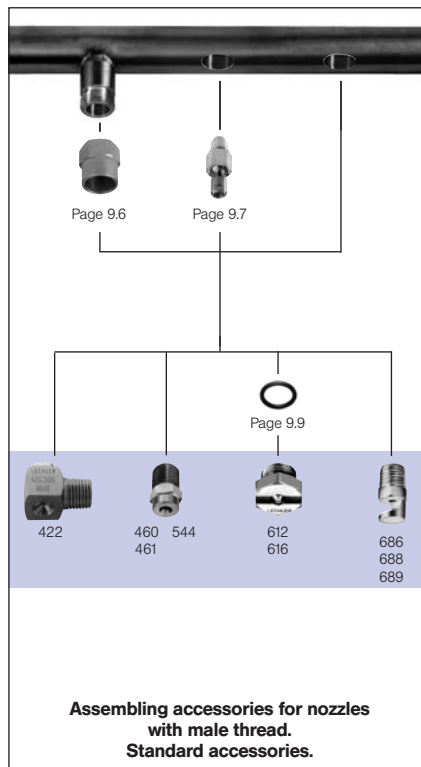 Page 9.6 Page 9.7
Page 9.9
422
460 544
461
612
616
686
688
689
LECHLER
Assembling accessories for nozzles
with male thread.
Standard accessories.